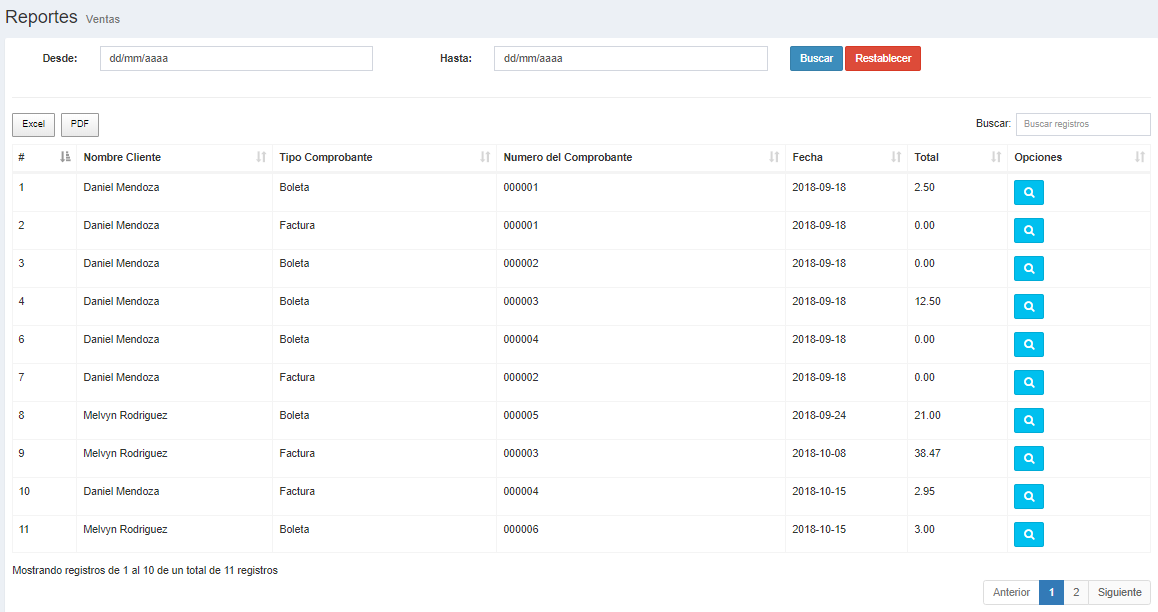 Reportes Ventas
Desde: dd/mm/aaaa Hasta: dd/mm/aaaa Buscar Restablecer
Excel PDF Buscar: Buscar registros
# Nombre Cliente Tipo Comprobante Numero del Comprobante Fecha Total Opciones
1 Daniel Mendoza Boleta 000001 2018-09-18 2.50
2 Daniel Mendoza Factura 000001 2018-09-18 0.00
3 Daniel Mendoza Boleta 000002 2018-09-18 0.00
4 Daniel Mendoza Boleta 000003 2018-09-18 12.50
6 Daniel Mendoza Boleta 000004 2018-09-18 0.00
7 Daniel Mendoza Factura 000002 2018-09-18 0.00
8 Melvyn Rodriguez Boleta 000005 2018-09-24 21.00
9 Melvyn Rodriguez Factura 000003 2018-10-08 38.47
10 Daniel Mendoza Factura 000004 2018-10-15 2.95
11 Melvyn Rodriguez Boleta 000006 2018-10-15 3.00
Mostrando registros de 1 al 10 de un total de 11 registros
Anterior 1 2 Siguiente